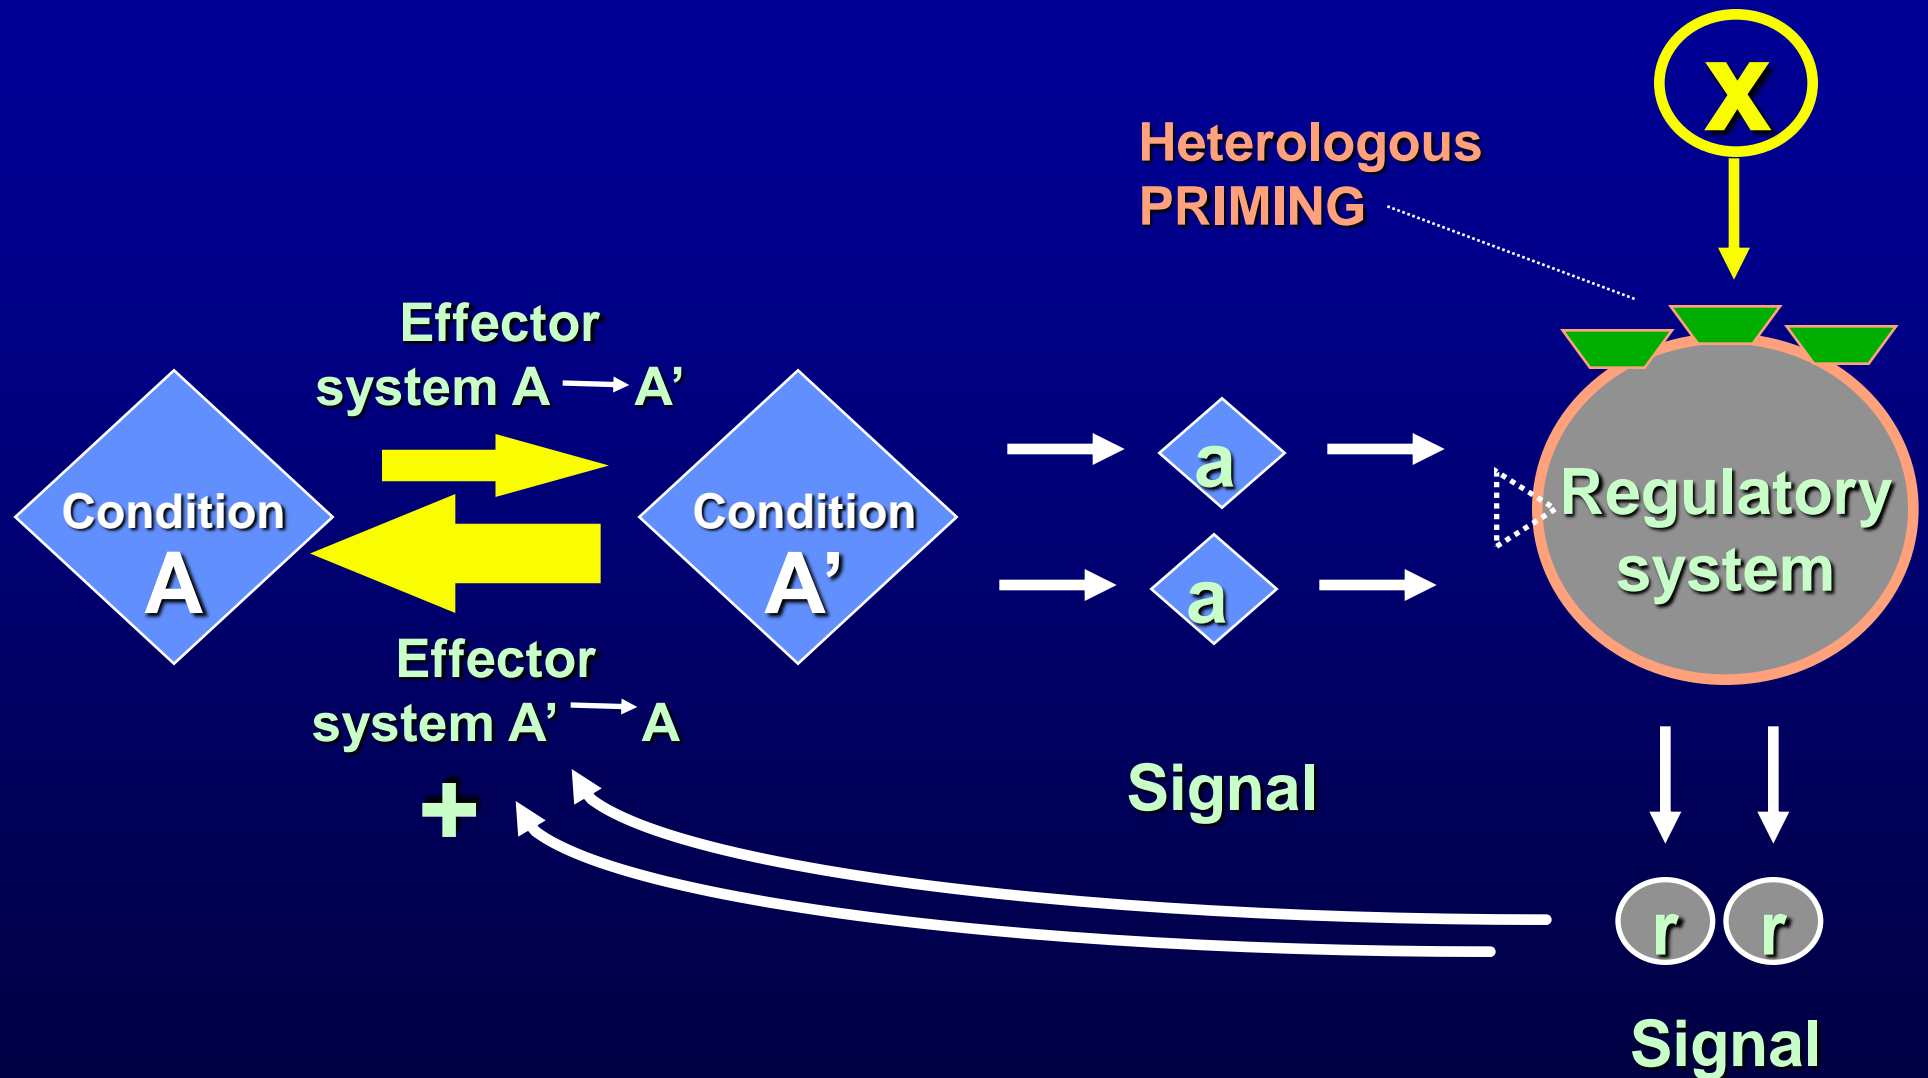 x
Heterologous
PRIMING
Effector
system A → A’
Condition
A
Condition
A’
a
a
Regulatory
system
Effector
system A’ → A
+
Signal
r r
Signal